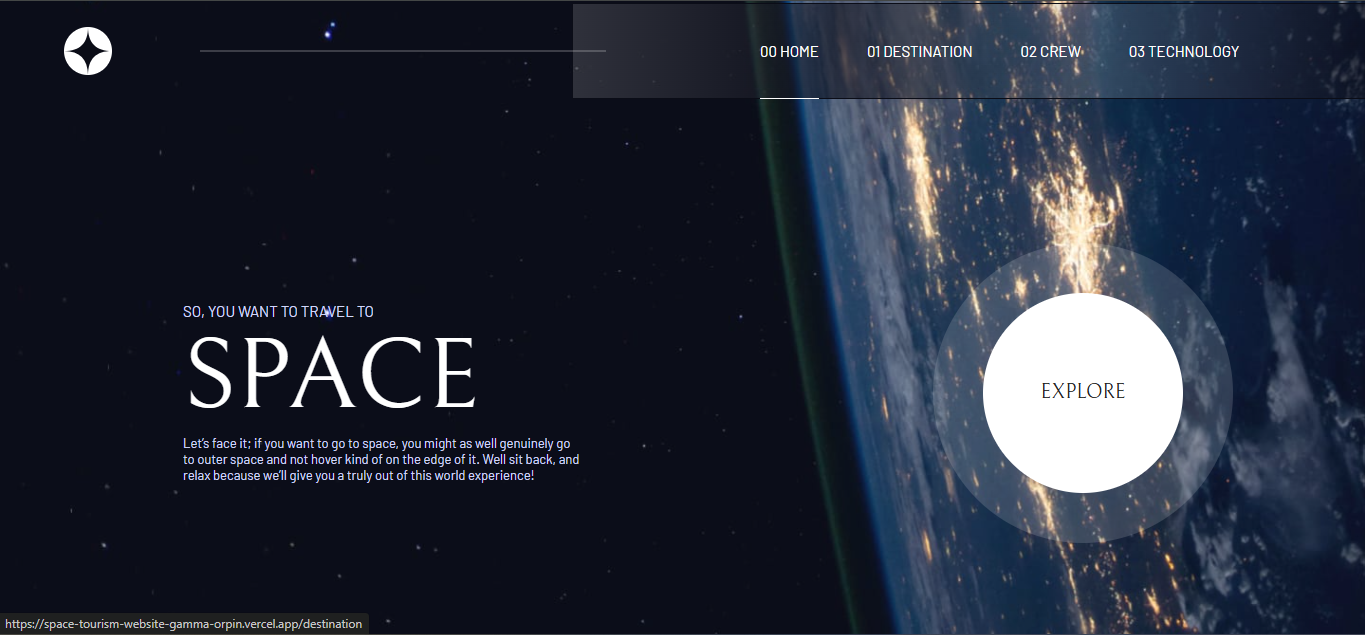 00 HOME 01 DESTINATION 02 CREW 03 TECHNOLOGY
SO, YOU WANT TO TRAVEL TO
SPACE
Let’s face it; if you want to go to space, you might as well genuinely go
to outer space and not hover kind of on the edge of it. Well sit back, and
relax because we’ll give you a truly out of this world experience!
EXPLORE
https://space-tourism-website-gamma-orpin.vercel.app/destination